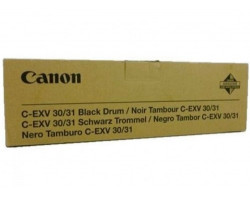 Canon
C-EXV 30/31 Black Drum / Noir Tambour C-EXV 30/31
C-EXV 30/31 Schwarz Trommel / Negro Tambor C-EXV 30/31
Nero Tamburo C-EXV 30/31